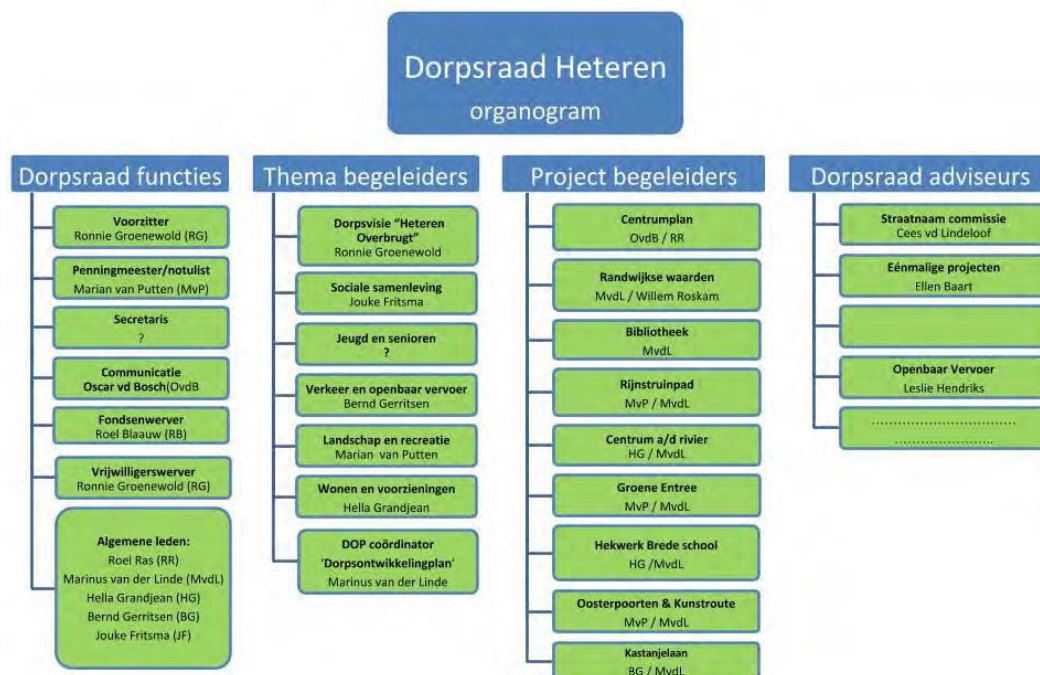 Dorpsraad Heteren
organogram
Dorpsraad functies
Voorzitter
Ronnie Groenewold (RG)
Penningmeester/notulist
Marian van Putten (MvP)
Secretaris
?
Communicatie
Oscar vd Bosch(OvdB
Fondsenwerver
Roel Blaauw (RB)
Vrijwilligerswerver
Ronnie Groenewold (RG)
Algemene leden:
Roel Ras (RR)
Marinus van der Linde (MvdL)
Hella Grandjean (HG)
Bernd Gerritsen (BG)
Jouke Fritsma (JF)
Thema begeleiders
Dorpsvisie “Heteren
Overbrugt”
Ronnie Groenewold
Sociale samenleving
Jouke Fritsma
Jeugd en senioren
?
Verkeer en openbaar vervoer
Bernd Gerritsen
Landschap en recreatie
Marian van Putten
Wonen en voorzieningen
Hella Grandjean
DOP coördinator
‘Dorpsontwikkelingplan’
Marinus van der Linde
Project begeleiders
Centrumplan
OvdB / RR
Randwijkse waarden
MvdL / Willem Roskam
Bibliotheek
MvdL
Rijnstruinpad
MvP / MvdL
Centrum a/d rivier
HG / MvdL
Groene Entree
MvP / MvdL
Hekwerk Brede school
HG /MvdL
Oosterpoorten & Kunstroute
MvP / MvdL
Kastanjelaan
BG / MvdL
Dorpsraad adviseurs
Straatnaam commissie
Cees vd Lindeloof
Eénmalige projecten
Ellen Baart
Openbaar Vervoer
Leslie Hendriks
................................
......................